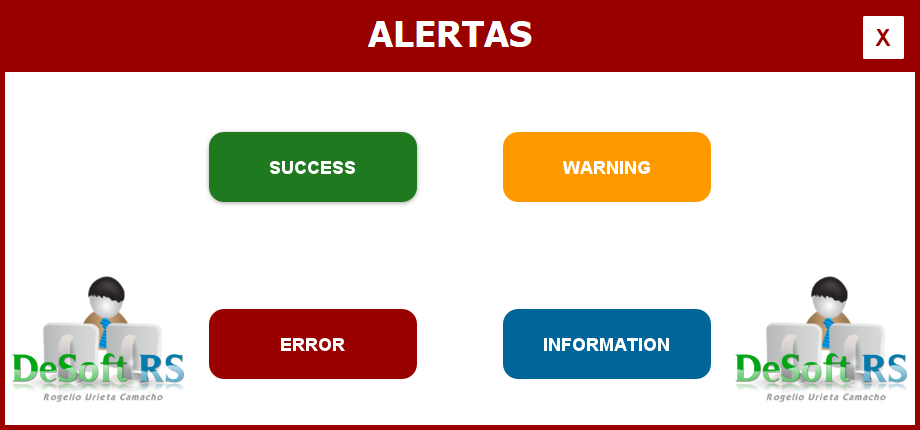 ALERTAS
X
SUCCESS
WARNING
ERROR
INFORMATION
DeSoft RS
Rogelio Urieta Camacho
DeSoft RS
Rogelio Urieta Camacho